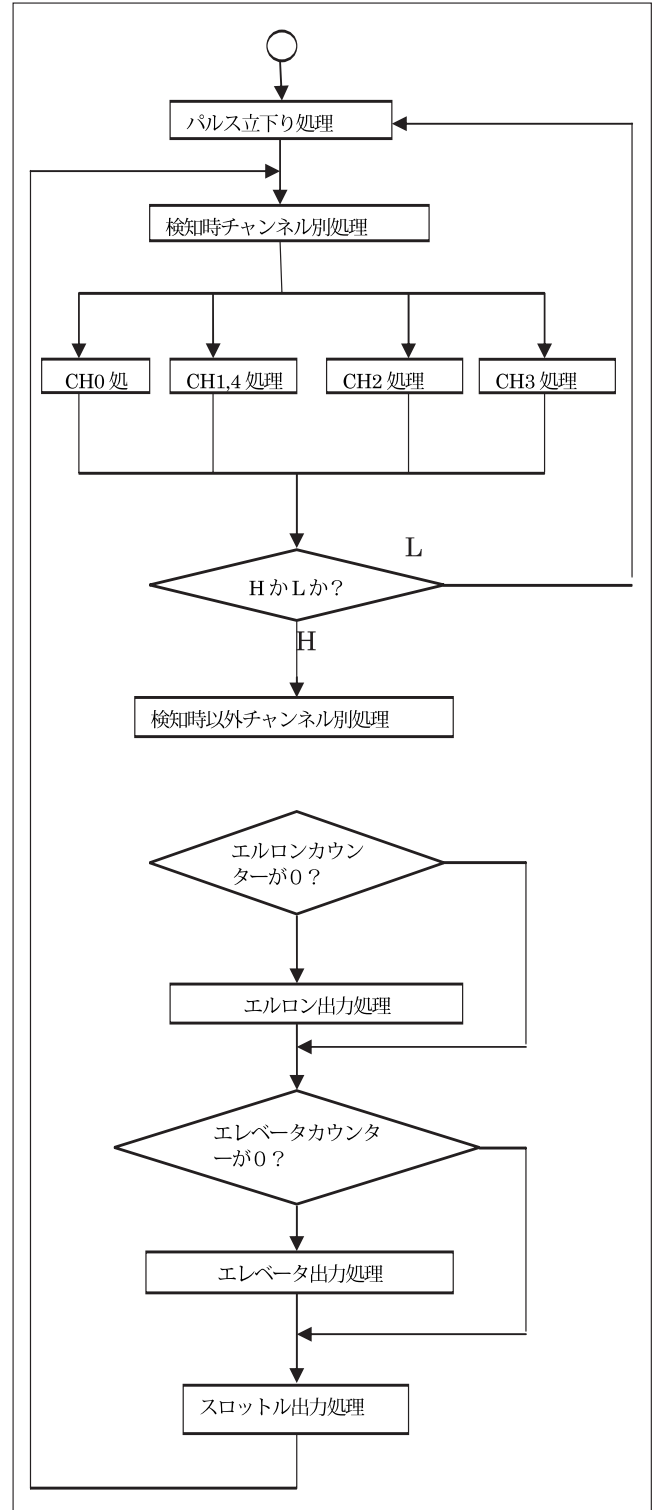 パルス立下り処理
検知時チャンネル別処理
CH0 処
CH1,4 処理
CH2 処理
CH3 処理
L
H か L か？
H
検知時以外チャンネル別処理
エルロンカウン
ターが０？
エルロン出力処理
エレベータカウンタ
ーが０？
エレベータ出力処理
スロットル出力処理